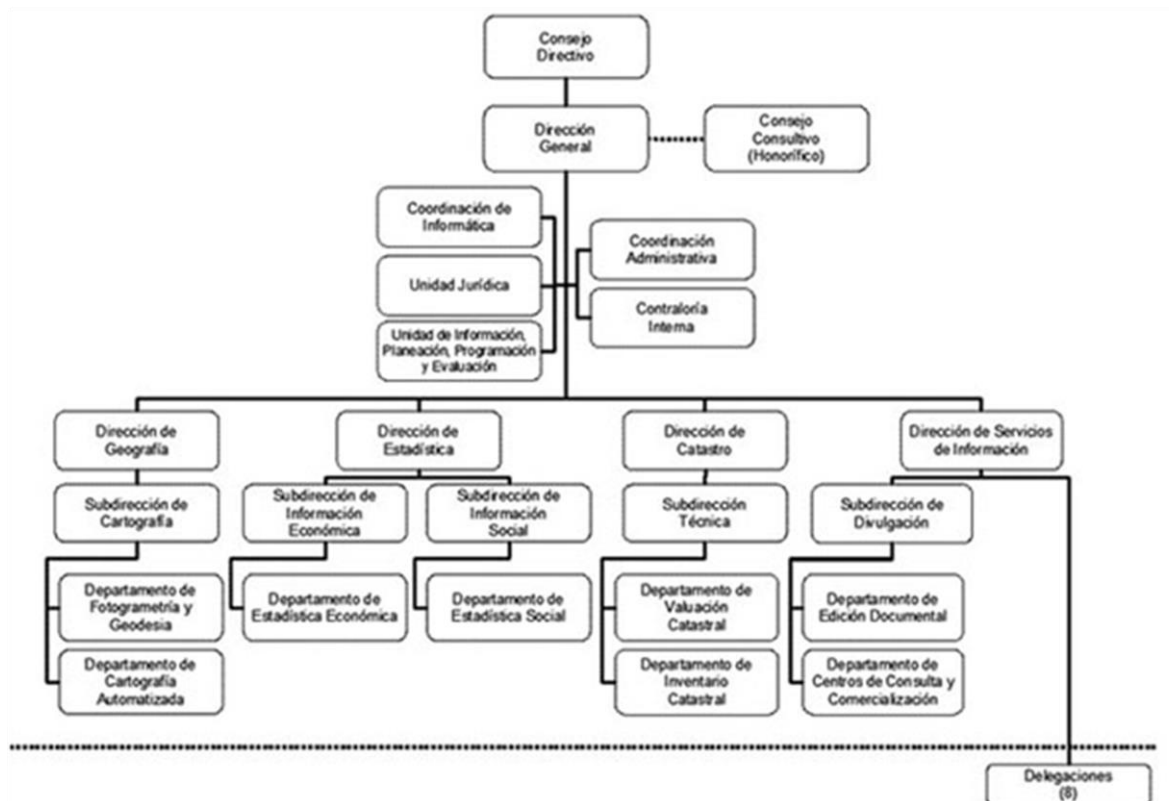 Consejo
Directivo
Dirección
General
Consejo
Consultivo
(Honorífico)
Coordinación de
Informática
Coordinación
Administrativa
Unidad Jurídica
Contraloría
Interna
Unidad de Información,
Planeación, Programación
y Evaluación
Dirección de
Geografía
Dirección de
Estadística
Dirección de
Catastro
Dirección de Servicios
de Información
Subdirección de
Cartografía
Subdirección de
Información
Económica
Subdirección de
Información
Social
Subdirección
Técnica
Subdirección de
Divulgación
Departamento de
Fotogrametría y
Geodesia
Departamento de
Estadística Económica
Departamento de
Estadística Social
Departamento de
Valuación
Catastral
Departamento de
Edición Documental
Departamento de
Cartografía
Automatizada
Departamento de
Inventario
Catastral
Departamento de
Centros de Consulta y
Comercialización
Delegaciones
(8)